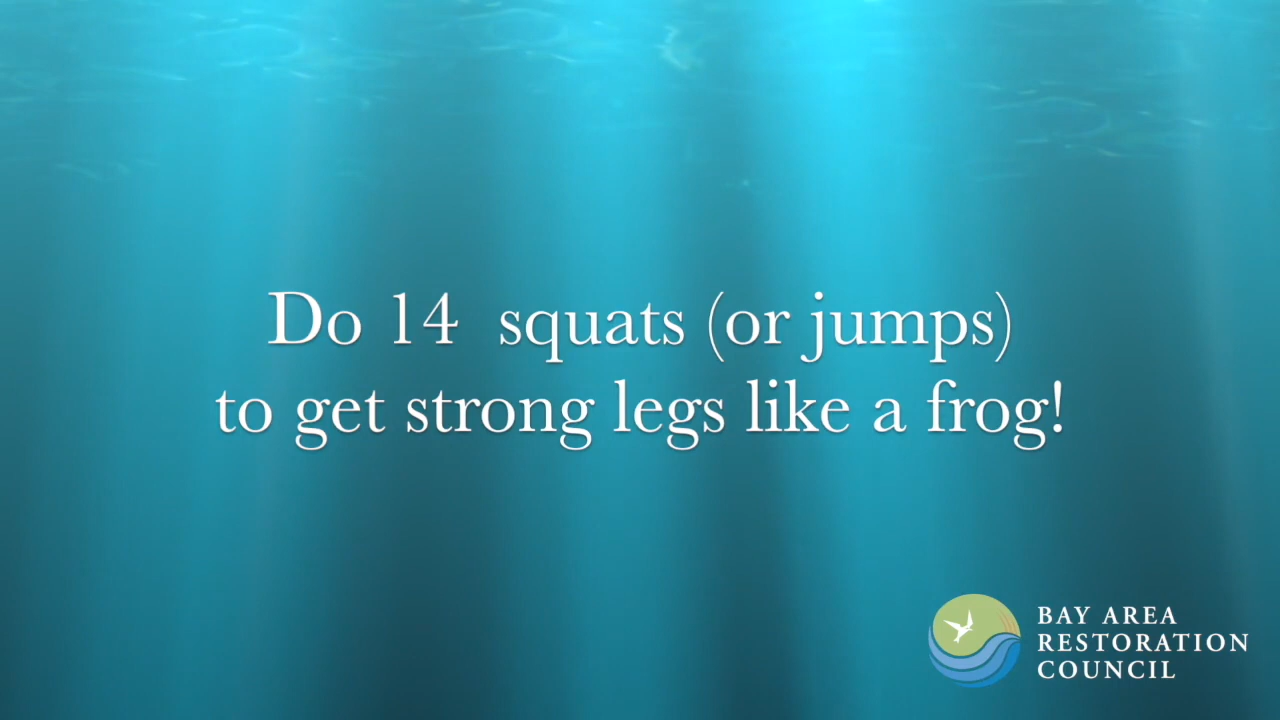 Do 14  squats (or jumps)
to get strong legs like a frog!
BAY AREA
RESTORATION
COUNCIL